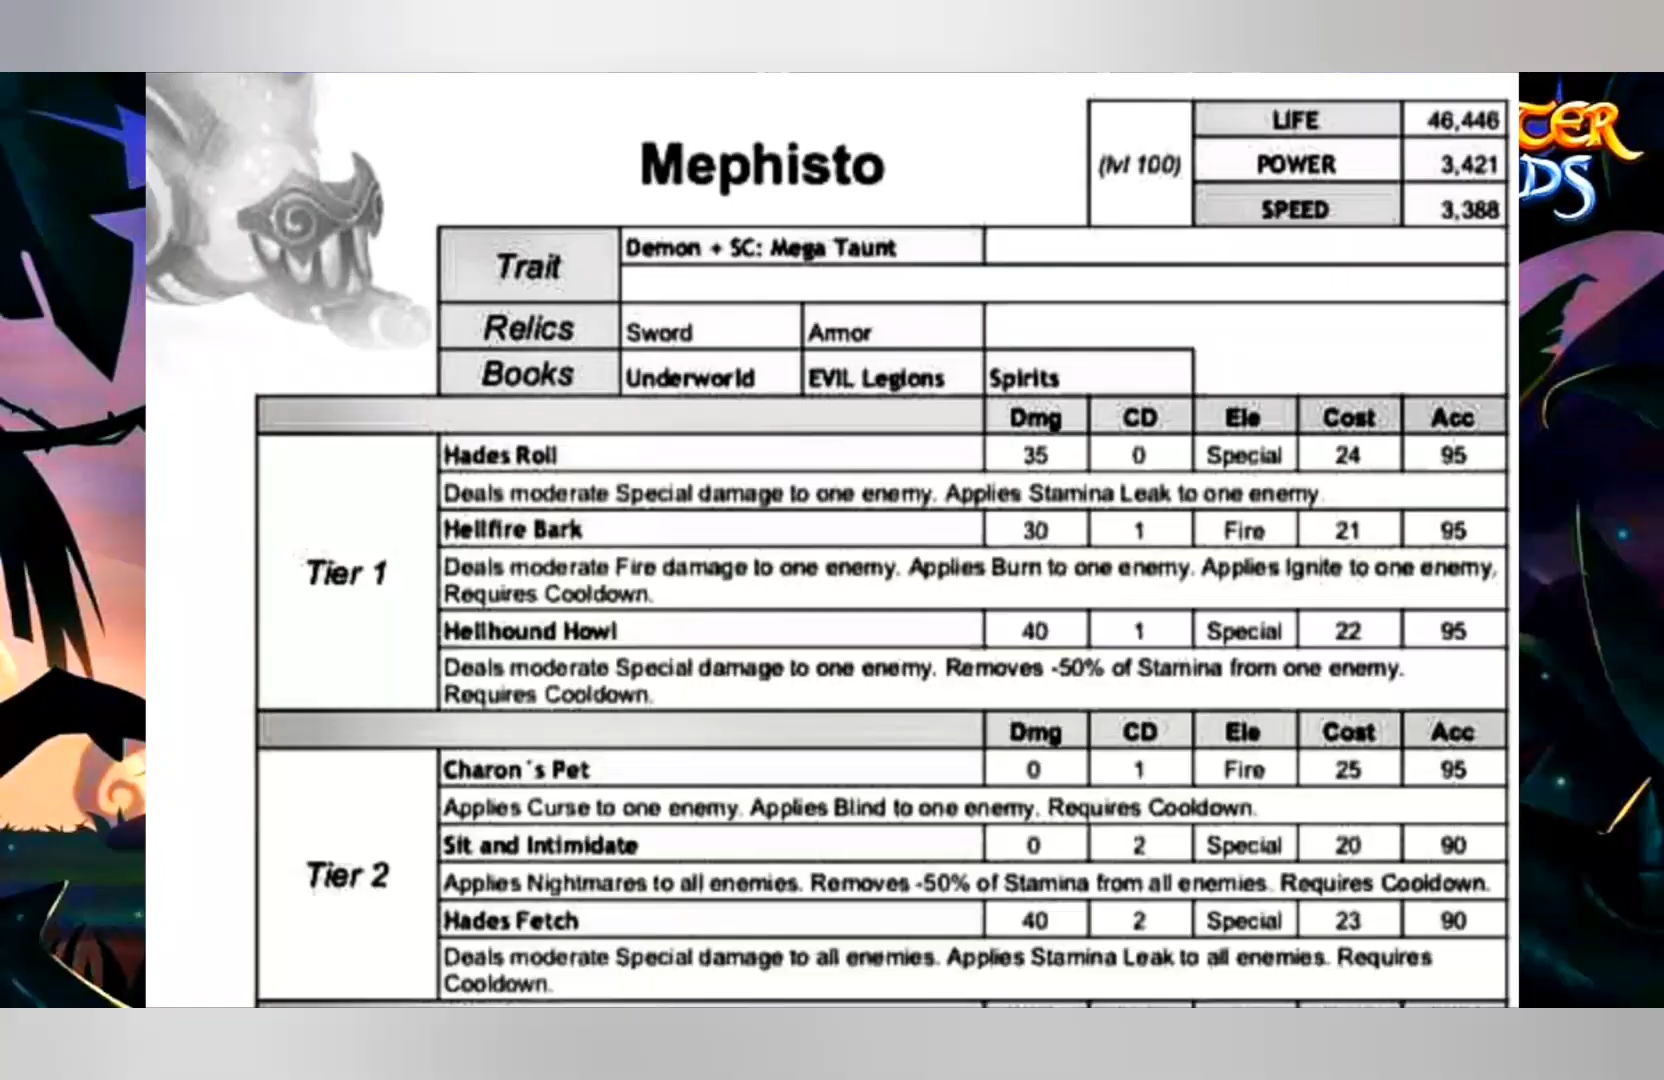 Mephisto
(lvl 100)
LIFE 46,446
POWER 3,421
SPEED 3,388
TER
DS
Trait Demon + SC: Mega Taunt
Relics Sword Armor
Books Underworld EVIL Legions Spirits
Dmg CD Ele Cost Acc
Tier 1
Hades Roll 35 0 Special 24 95
Deals moderate Special damage to one enemy. Applies Stamina Leak to one enemy
Hellfire Bark 30 1 Fire 21 95
Deals moderate Fire damage to one enemy. Applies Burn to one enemy. Applies Ignite to one enemy,
Requires Cooldown.
Hellhound Howl 40 1 Special 22 95
Deals moderate Special damage to one enemy. Removes -50% of Stamina from one enemy.
Requires Cooldown.
Dmg CD Ele Cost Acc
Tier 2
Charon´s Pet 0 1 Fire 25 95
Applies Curse to one enemy. Applies Blind to one enemy. Requires Cooldown.
Sit and Intimidate 0 2 Special 20 90
Applies Nightmares to all enemies. Removes -50% of Stamina from all enemies. Requires Cooldown.
Hades Fetch 40 2 Special 23 90
Deals moderate Special damage to all enemies. Applies Stamina Leak to all enemies. Requires
Cooldown.